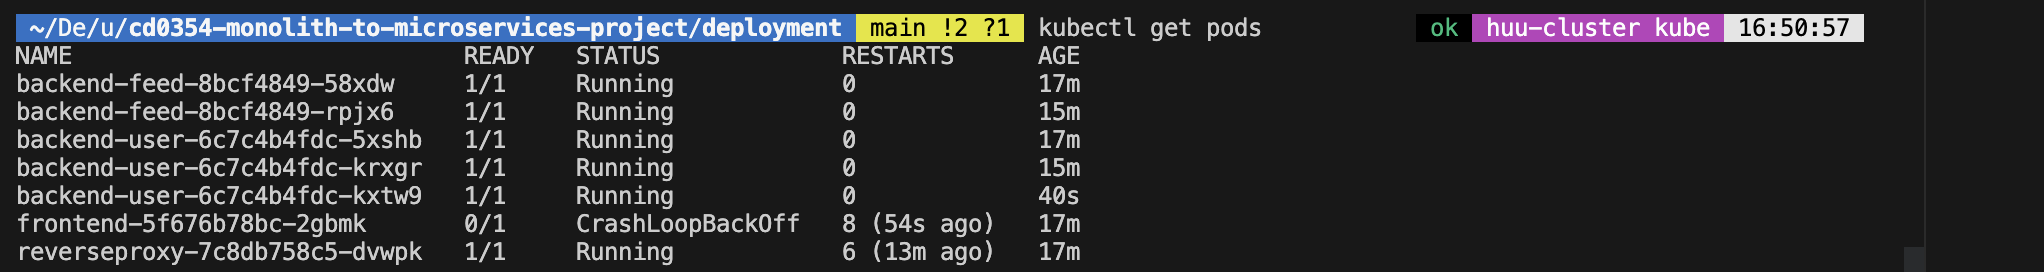 ~/De/u/cd0354-monolith-to-microservices-project/deployment main !2 ?1 kubectl get pods ok huu-cluster kube 16:50:57
NAME READY STATUS RESTARTS AGE
backend-feed-8bcf4849-58xdw 1/1 Running 0 17m
backend-feed-8bcf4849-rpjx6 1/1 Running 0 15m
backend-user-6c7c4b4fdc-5xshb 1/1 Running 0 17m
backend-user-6c7c4b4fdc-krxgr 1/1 Running 0 15m
backend-user-6c7c4b4fdc-kxtw9 1/1 Running 0 40s
frontend-5f676b78bc-2gbmk 0/1 CrashLoopBackOff 8 (54s ago) 17m
reverseproxy-7c8db758c5-dvwpk 1/1 Running 6 (13m ago) 17m